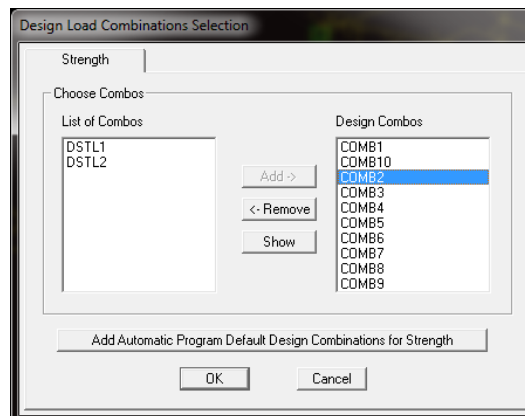 Design Load Combinations Selection
Strength
Choose Combos
List of Combos
DSTL1
DSTL2
Add ->
<- Remove
Show
Design Combos
COMB1
COMB10
COMB2
COMB3
COMB4
COMB5
COMB6
COMB7
COMB8
COMB9
Add Automatic Program Default Design Combinations for Strength
OK
Cancel